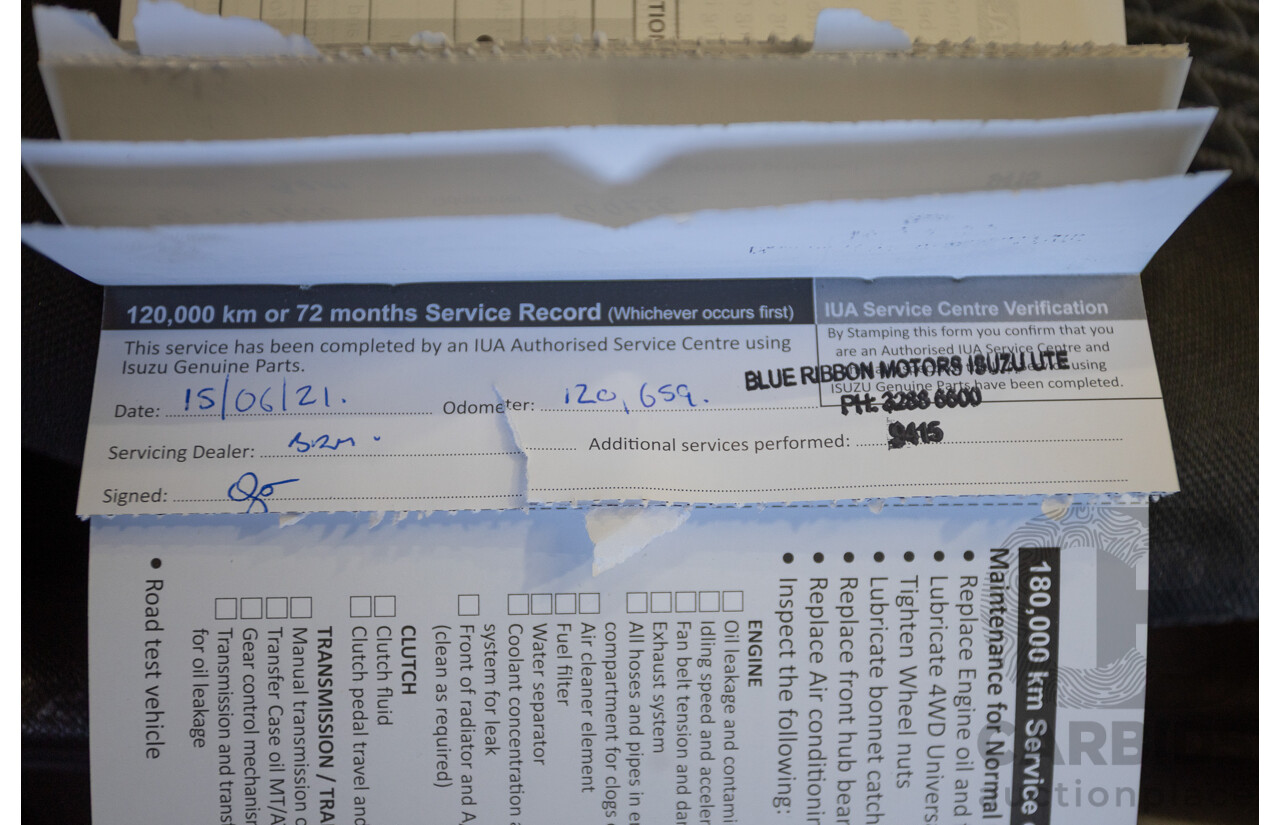 120,000 km or 72 months Service Record (Whichever occurs first)
IUA Service Centre Verification
This service has been completed by an IUA Authorised Service Centre using
Isuzu Genuine Parts.
By Stamping this form you confirm that you
are an Authorised IUA Service Centre and
using
ISUZU Genuine Parts have been completed.
BLUE RIBBON MOTORS ISUZU UTE
PH: 3288 6600
9415
Date: 15/06/21.
Odometer: 120,659.
Servicing Dealer: BRM.
Additional services performed:
Signed:
180,000 km Service
Maintenance for Normal
• Replace Engine oil and
• Lubricate 4WD Univers
• Tighten Wheel nuts
• Lubricate bonnet catch
• Replace front hub bear
• Replace Air conditionin
• Inspect the following:
ENGINE
Oil leakage and contami
Idling speed and acceler
Fan belt tension and dam
Exhaust system
All hoses and pipes in e
compartment for clogs
Air cleaner element
Fuel filter
Water separator
Coolant concentration
system for leak
Front of radiator and A
(clean as required)
CLUTCH
Clutch fluid
Clutch pedal travel and
TRANSMISSION / TRA
Manual transmission
Transfer Case oil MT/A
Gear control mechanism
Transmission and transf
for oil leakage
• Road test vehicle